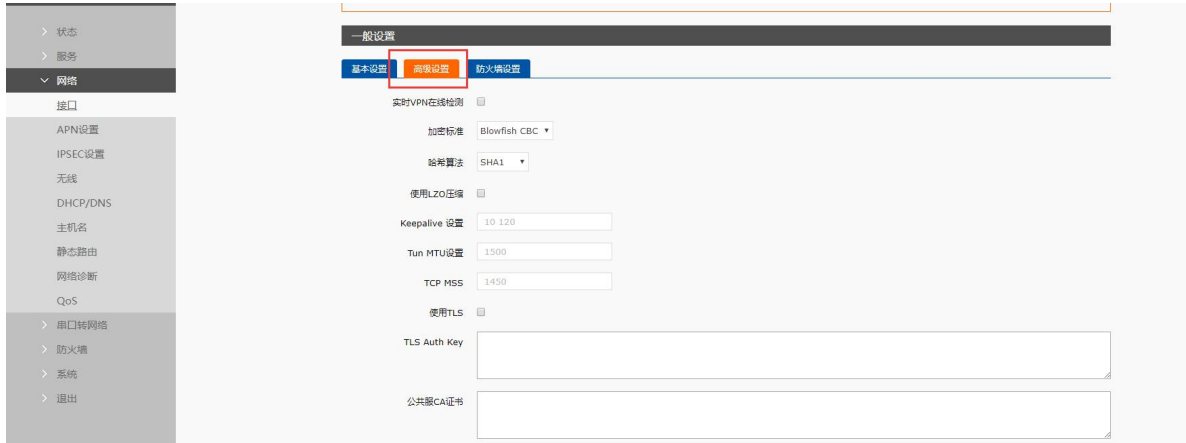 状态
服务
网络
接口
APN设置
IPSEC设置
无线
DHCP/DNS
主机名
静态路由
网络诊断
QoS
串口转网络
防火墙
系统
退出
一般设置
基本设置 高级设置 防火墙设置
实时VPN在线检测
加密标准 Blowfish CBC
哈希算法 SHA1
使用LZO压缩
Keepalive 设置 10 120
Tun MTU设置 1500
TCP MSS 1450
使用TLS
TLS Auth Key
公共服CA证书